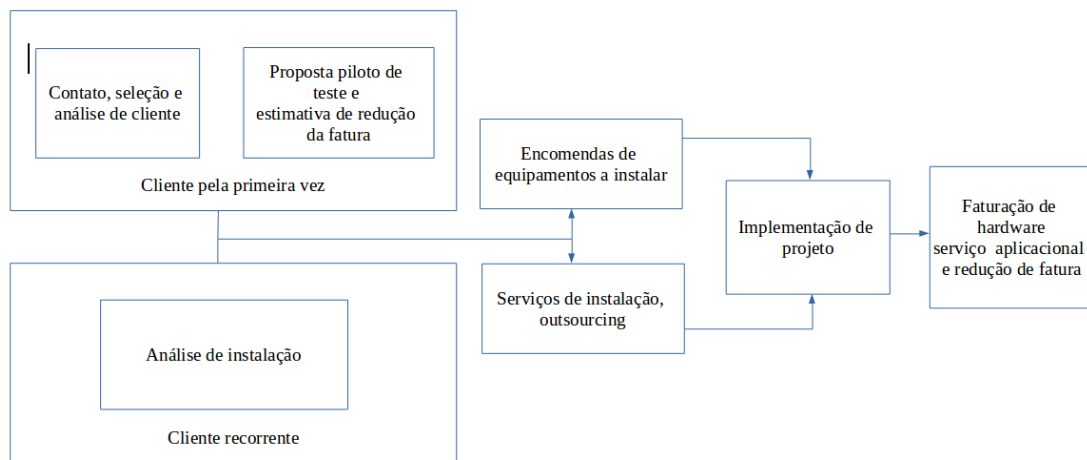 Contato, seleção e
análise de cliente
Proposta piloto de
teste e
estimativa de redução
da fatura
Cliente pela primeira vez
Encomendas de
equipamentos a instalar
Serviços de instalação,
outsourcing
Implementação de
projeto
Faturação de
hardware
serviço aplicacional
e redução de fatura
Análise de instalação
Cliente recorrente